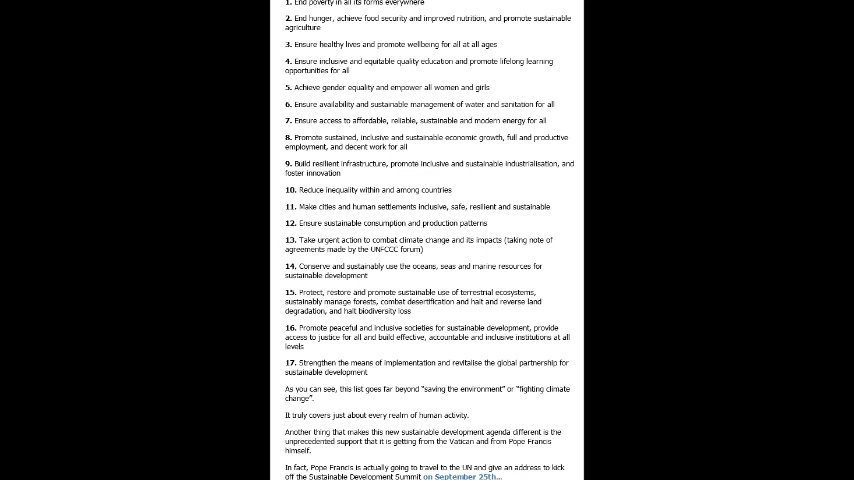 1. End poverty in all its forms everywhere
2. End hunger, achieve food security and improved nutrition, and promote sustainable
agriculture
3. Ensure healthy lives and promote wellbeing for all at all ages
4. Ensure inclusive and equitable quality education and promote lifelong learning
opportunities for all
5. Achieve gender equality and empower all women and girls
6. Ensure availability and sustainable management of water and sanitation for all
7. Ensure access to affordable, reliable, sustainable and modern energy for all
8. Promote sustained, inclusive and sustainable economic growth, full and productive
employment, and decent work for all
9. Build resilient infrastructure, promote inclusive and sustainable industrialisation, and
foster innovation
10. Reduce inequality within and among countries
11. Make cities and human settlements inclusive, safe, resilient and sustainable
12. Ensure sustainable consumption and production patterns
13. Take urgent action to combat climate change and its impacts (taking note of
agreements made by the UNFCCC forum)
14. Conserve and sustainably use the oceans, seas and marine resources for
sustainable development
15. Protect, restore and promote sustainable use of terrestrial ecosystems,
sustainably manage forests, combat desertification and halt and reverse land
degradation, and halt biodiversity loss
16. Promote peaceful and inclusive societies for sustainable development, provide
access to justice for all and build effective, accountable and inclusive institutions at all
levels
17. Strengthen the means of implementation and revitalise the global partnership for
sustainable development
As you can see, this list goes far beyond “saving the environment” or “fighting climate
change”.
It truly covers just about every realm of human activity.
Another thing that makes this new sustainable development agenda different is the
unprecedented support that it is getting from the Vatican and from Pope Francis
himself.
In fact, Pope Francis is actually going to travel to the UN and give an address to kick
off the Sustainable Development Summit on September 25th...